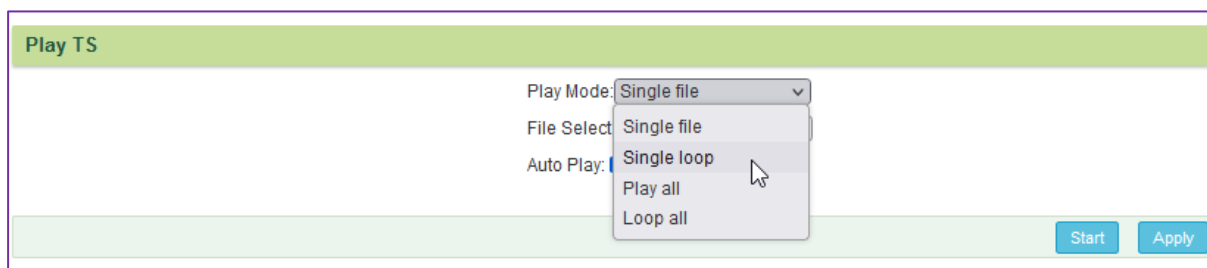 Play TS
Play Mode: Single file
File Select Single file
Single loop
Auto Play:
Play all
Loop all
Start Apply